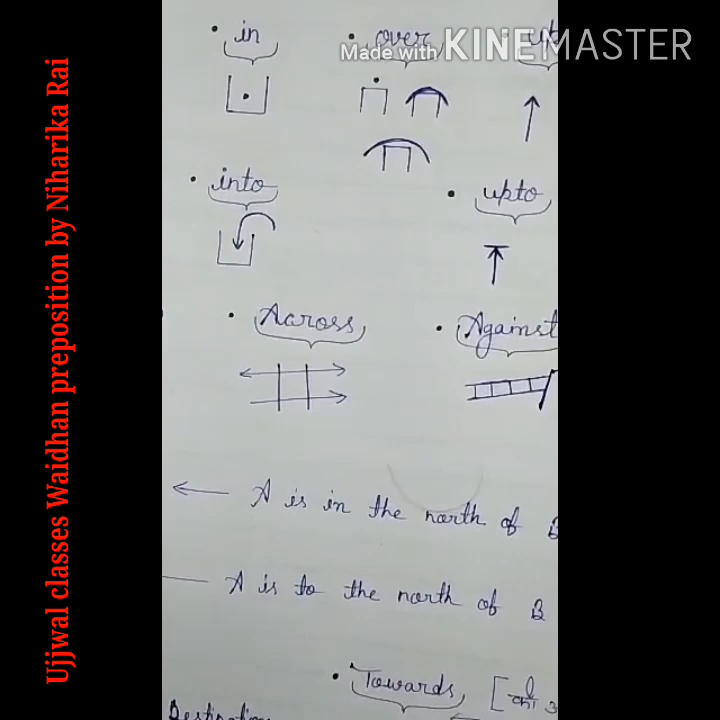 Ujjwal classes Waidhan preposition by Niharika Rai
Made with KINEMASTER
in
over
into
upto
Across
Against
A is in the north of B
A is to the north of B
Towards